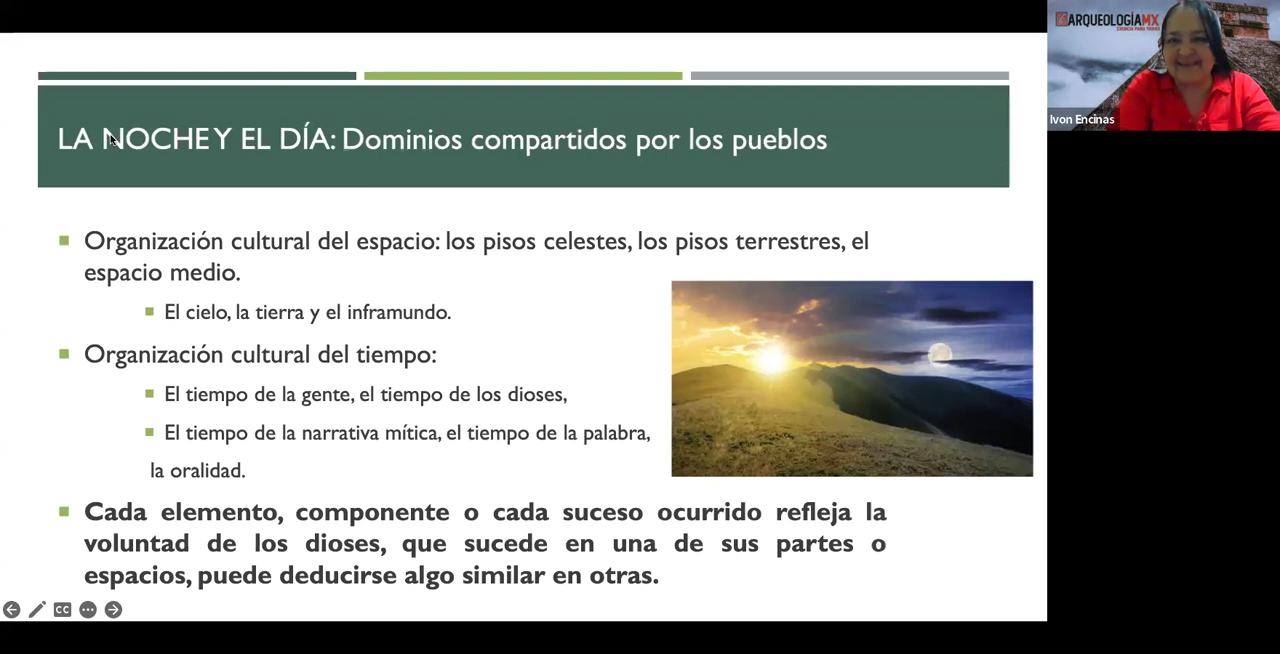 LA NOCHE Y EL DÍA: Dominios compartidos por los pueblos
Organización cultural del espacio: los pisos celestes, los pisos terrestres, el
espacio medio.
El cielo, la tierra y el inframundo.
Organización cultural del tiempo:
El tiempo de la gente, el tiempo de los dioses,
El tiempo de la narrativa mítica, el tiempo de la palabra,
la oralidad.
Cada elemento, componente o cada suceso ocurrido refleja la
voluntad de los dioses, que sucede en una de sus partes o
espacios, puede deducirse algo similar en otras.
CC
ARQUEOLOGÍAMX
CIENCIA PARA TODOS
Ivon Encinas